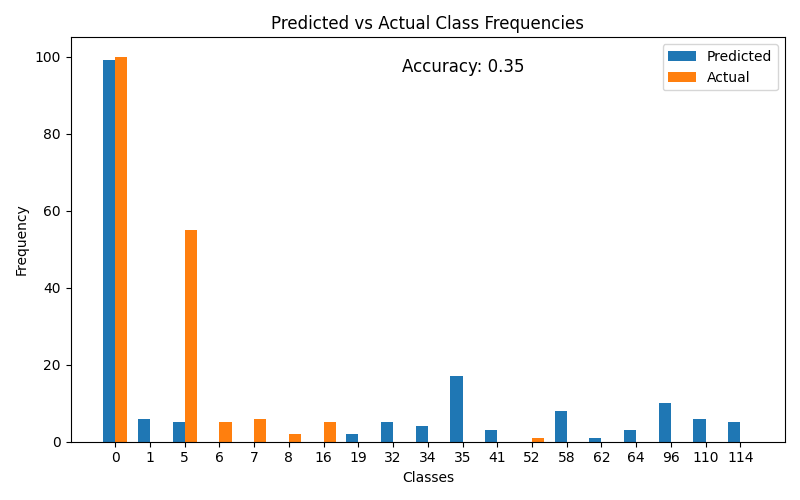 Predicted vs Actual Class Frequencies
Accuracy: 0.35
Predicted
Actual
100
80
60
40
20
0
Frequency
0 1 5 6 7 8 16 19 32 34 35 41 52 58 62 64 96 110 114
Classes